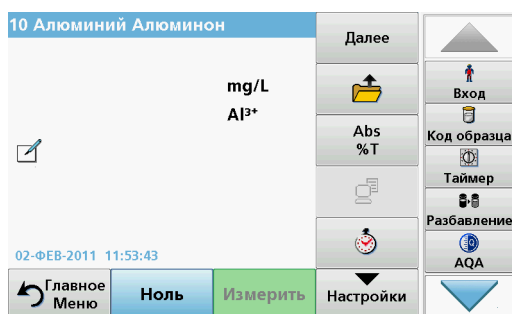 10 Алюминий Алюминон
mg/L
Al³⁺
02-ФЕВ-2011 11:53:43
Далее
Abs
%T
Главное
Меню
Ноль
Измерить
Настройки
Вход
Код образца
Таймер
Разбавление
AQA